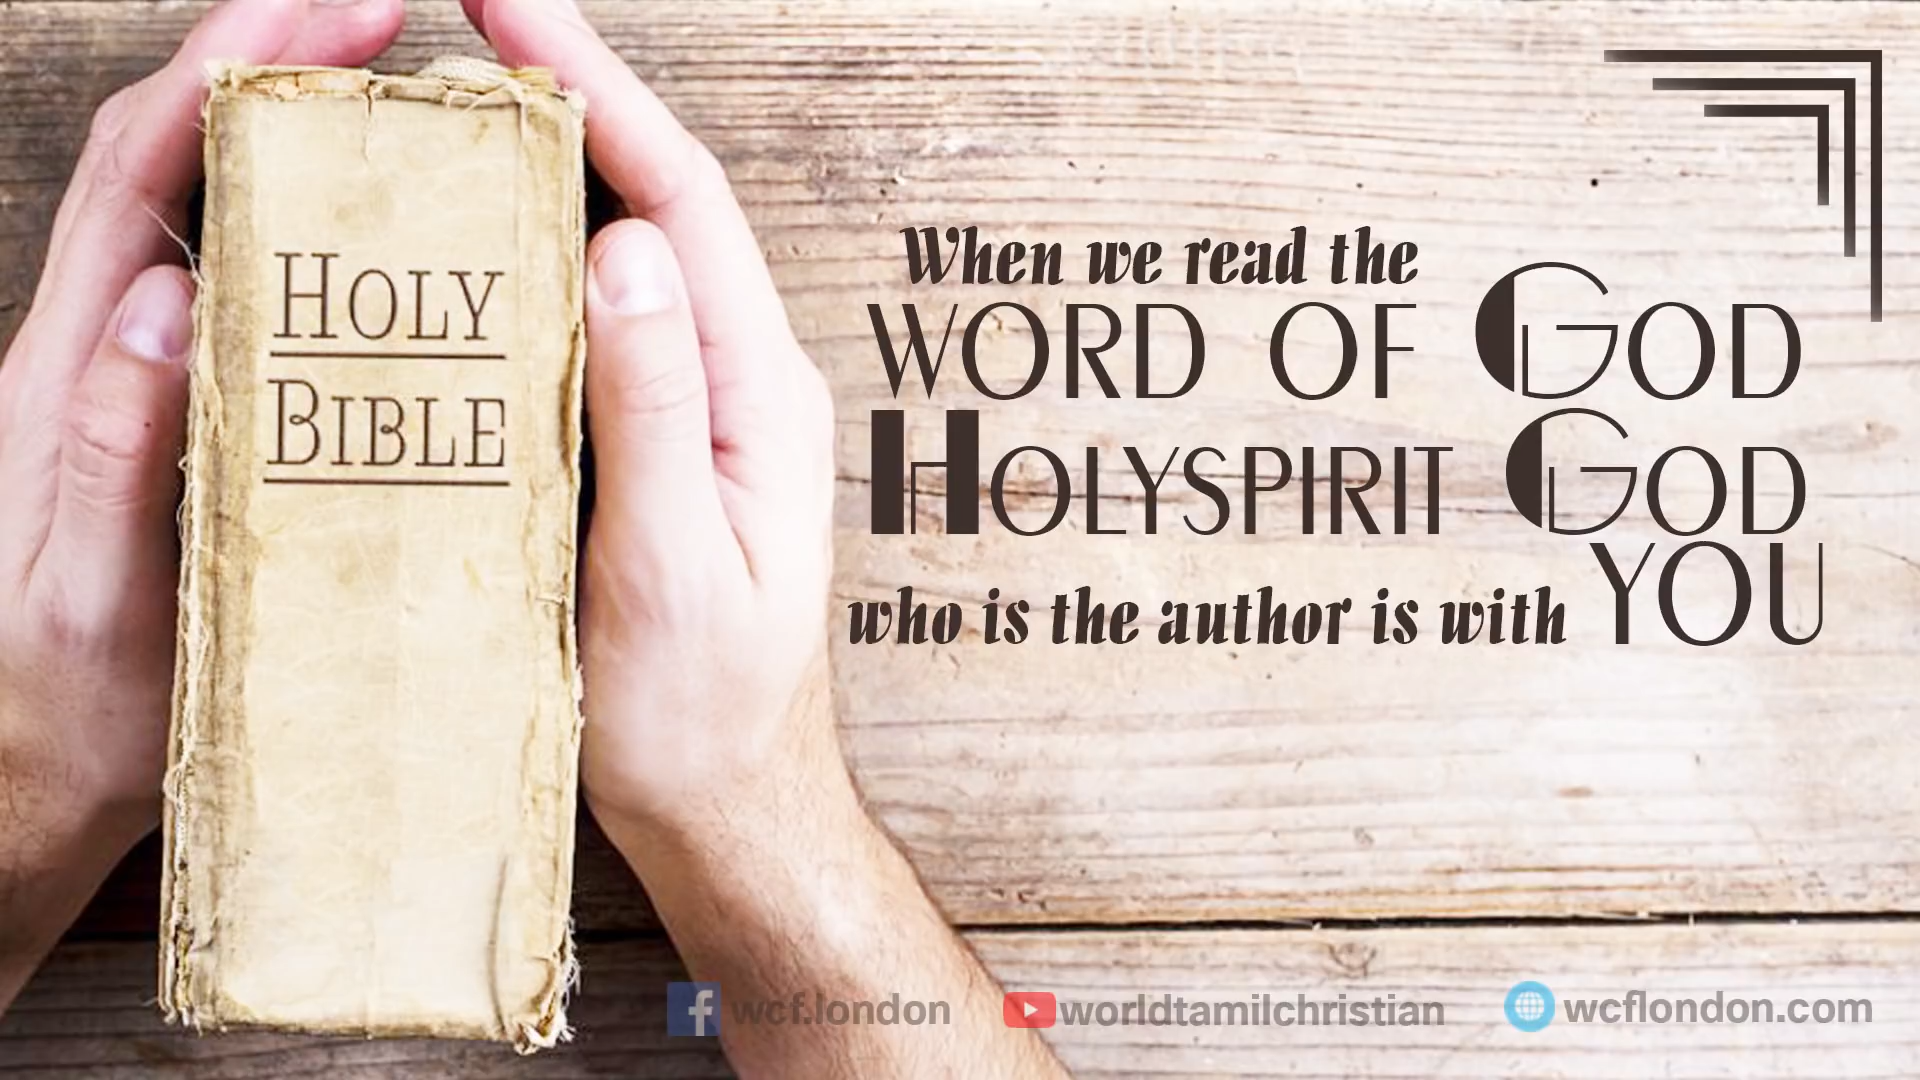 HOLY
BIBLE
When we read the
WORD OF GOD
HOLYSPIRIT GOD
who is the author is with YOU
wcf.london
worldtamilchristian
wcflondon.com